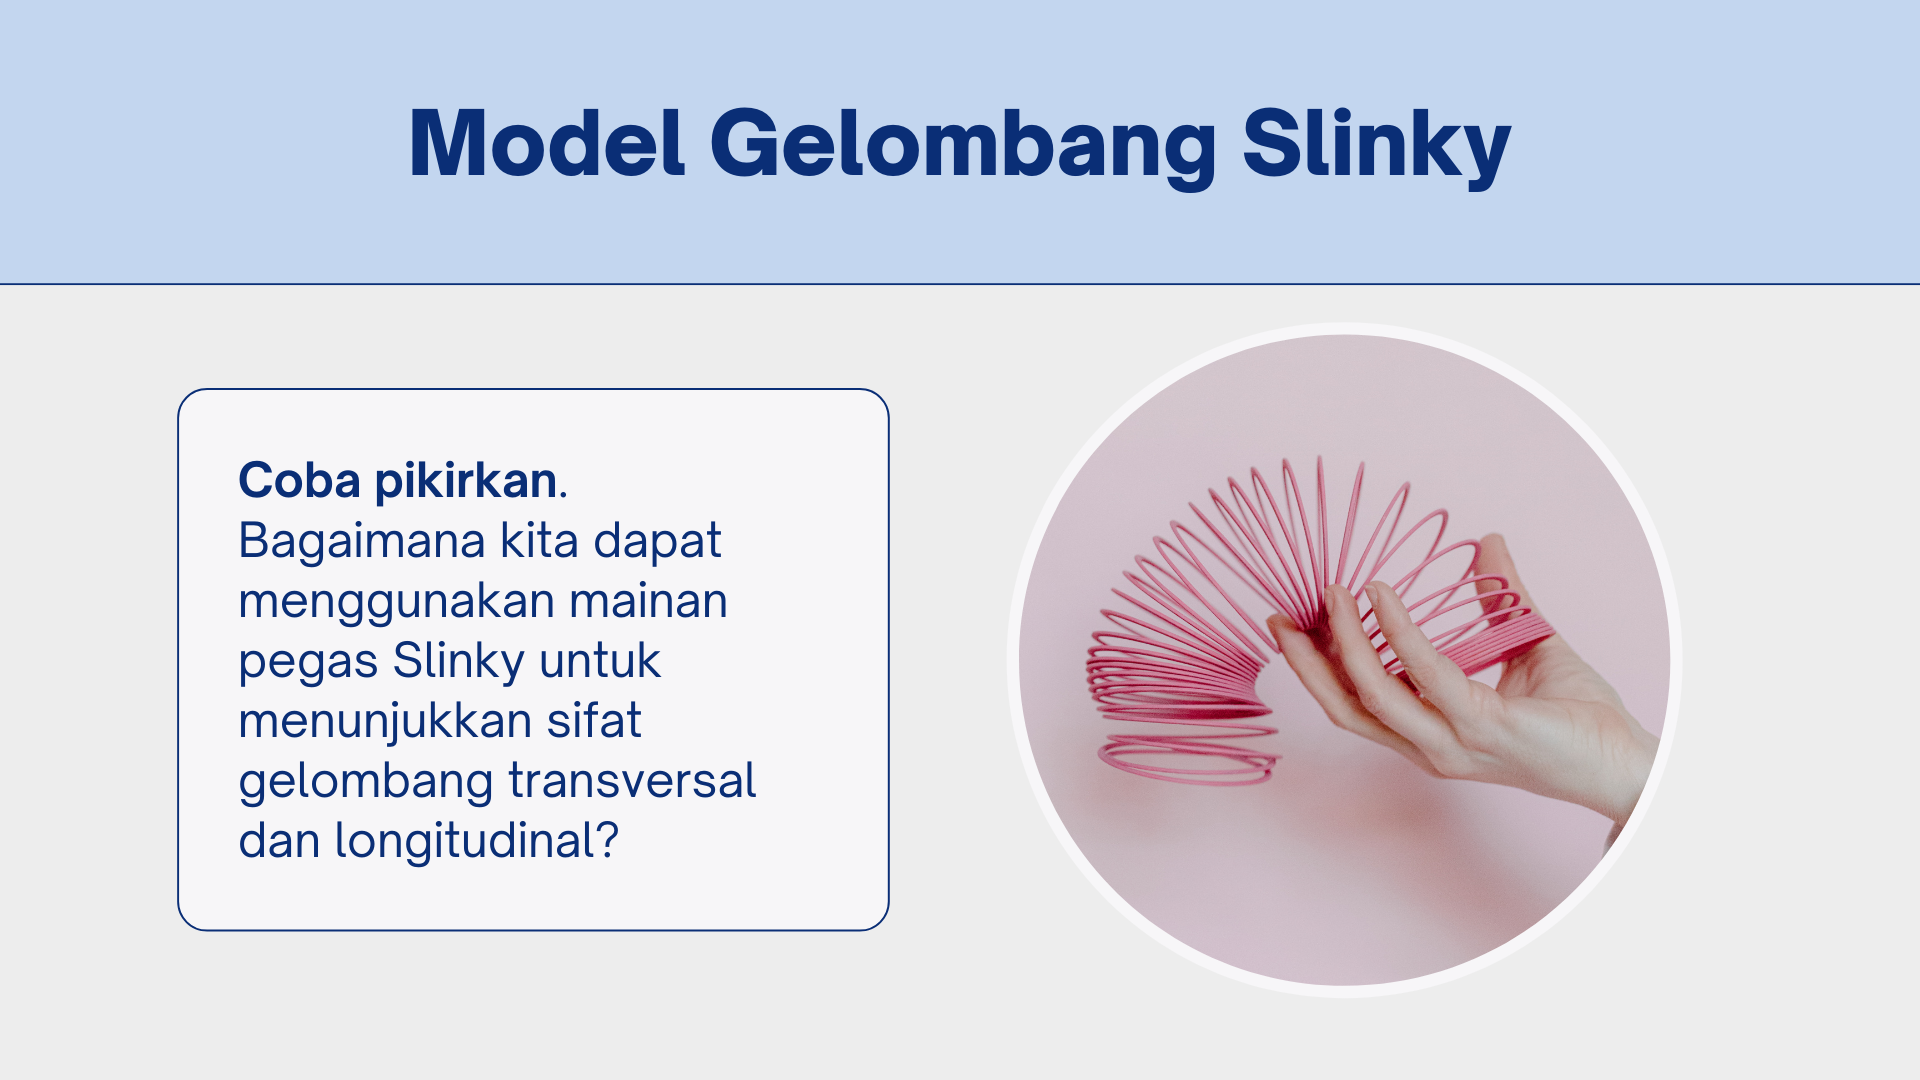 Model Gelombang Slinky
Coba pikirkan.
Bagaimana kita dapat
menggunakan mainan
pegas Slinky untuk
menunjukkan sifat
gelombang transversal
dan longitudinal?